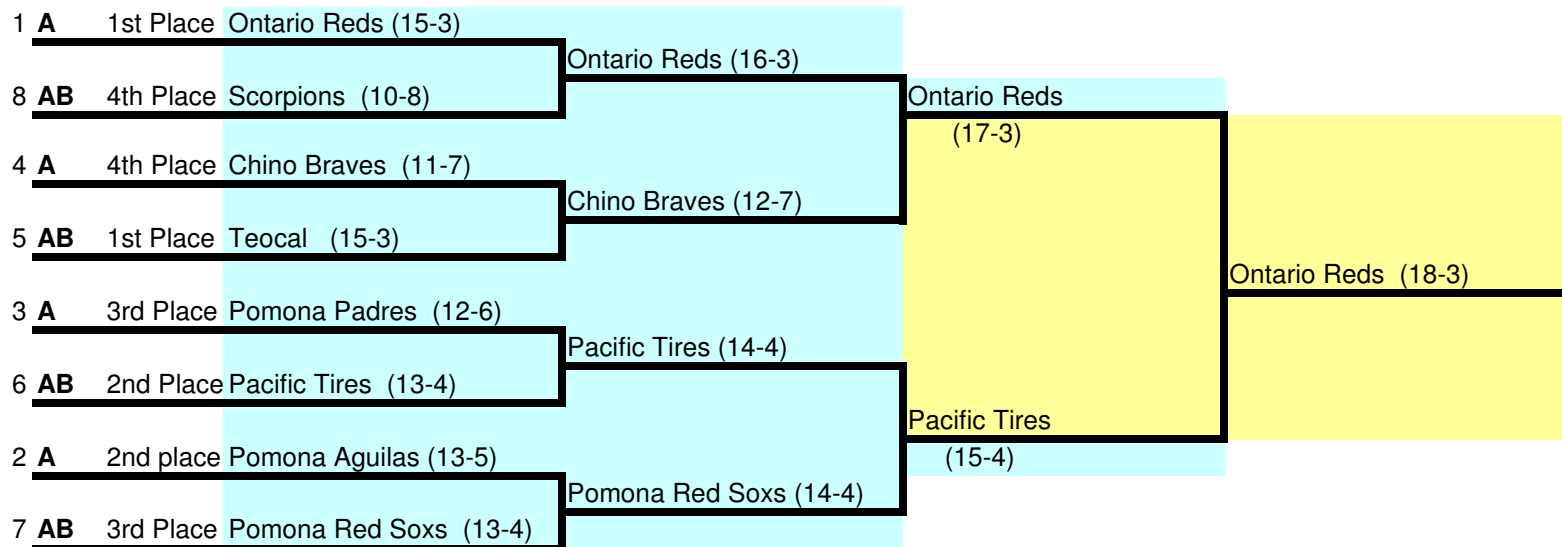 1 A 1st Place Ontario Reds (15-3)
Ontario Reds (16-3)
8 AB 4th Place Scorpions (10-8)
Ontario Reds
(17-3)
4 A 4th Place Chino Braves (11-7)
Chino Braves (12-7)
5 AB 1st Place Teocal (15-3)
Ontario Reds (18-3)
3 A 3rd Place Pomona Padres (12-6)
Pacific Tires (14-4)
6 AB 2nd Place Pacific Tires (13-4)
Pacific Tires
(15-4)
2 A 2nd place Pomona Aguilas (13-5)
Pomona Red Soxs (14-4)
7 AB 3rd Place Pomona Red Soxs (13-4)